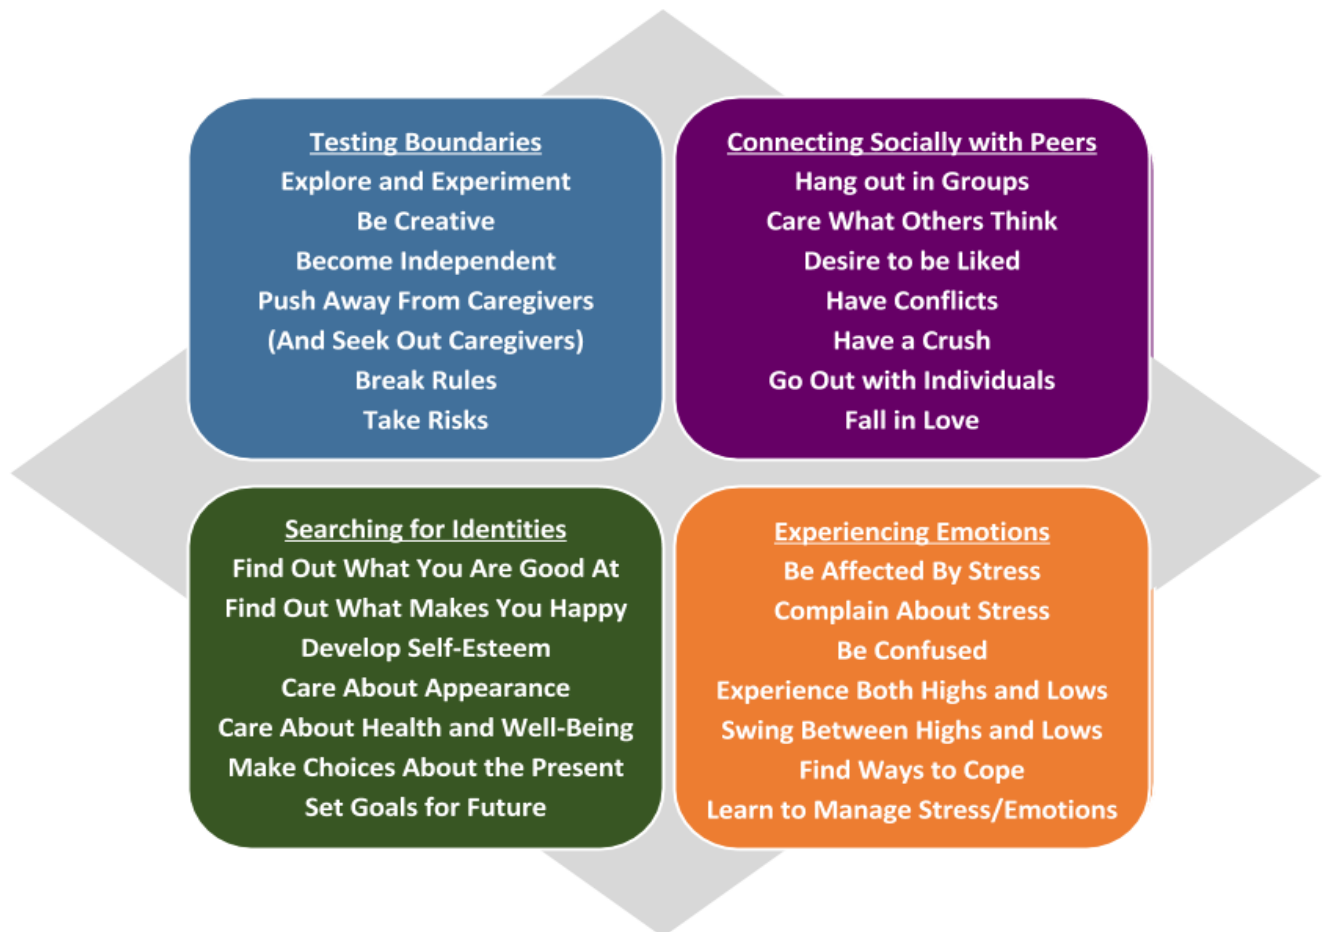 Testing Boundaries
Explore and Experiment
Be Creative
Become Independent
Push Away From Caregivers
(And Seek Out Caregivers)
Break Rules
Take Risks
Connecting Socially with Peers
Hang out in Groups
Care What Others Think
Desire to be Liked
Have Conflicts
Have a Crush
Go Out with Individuals
Fall in Love
Searching for Identities
Find Out What You Are Good At
Find Out What Makes You Happy
Develop Self-Esteem
Care About Appearance
Care About Health and Well-Being
Make Choices About the Present
Set Goals for Future
Experiencing Emotions
Be Affected By Stress
Complain About Stress
Be Confused
Experience Both Highs and Lows
Swing Between Highs and Lows
Find Ways to Cope
Learn to Manage Stress/Emotions